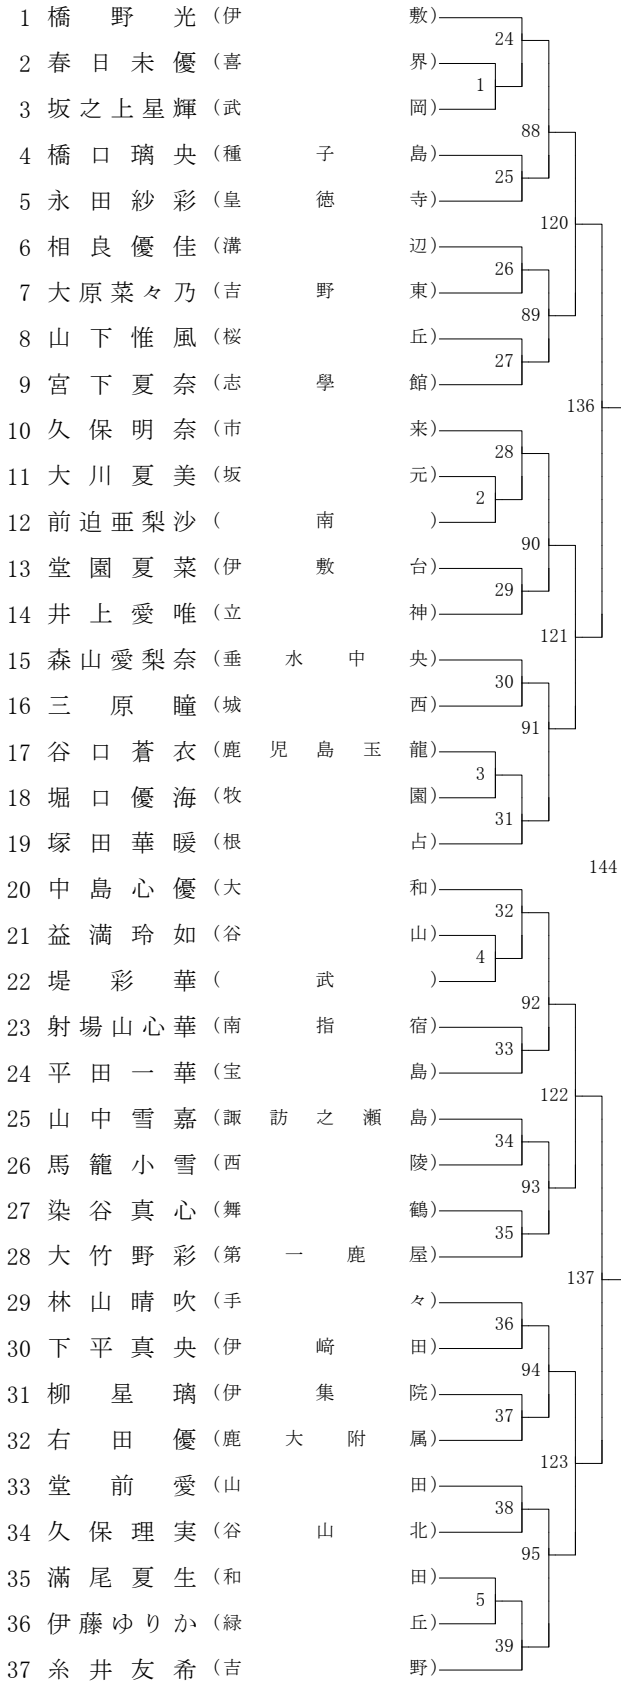 1 橋野光 (伊敷)
24
2 春日未優 (喜界)
1
3 坂之上星輝 (武岡)
88
4 橋口璃央 (種子島)
25
5 永田紗彩 (皇徳寺)
120
6 相良優佳 (溝辺)
26
7 大原菜々乃 (吉野東)
89
8 山下惟風 (桜丘)
27
9 宮下夏奈 (志學館)
136
10 久保明奈 (市来)
28
11 大川夏美 (坂元)
2
12 前迫亜梨沙 (南)
90
13 堂園夏菜 (伊敷台)
29
14 井上愛唯 (立神)
121
15 森山愛梨奈 (垂水中央)
30
16 三原瞳 (城西)
91
17 谷口蒼衣 (鹿児島玉龍)
3
18 堀口優海 (牧園)
31
19 塚田華暖 (根占)
144
20 中島心優 (大和)
32
21 益満玲如 (谷山)
4
22 堤彩華 (武)
92
23 射場山心華 (南指宿)
33
24 平田一華 (宝島)
122
25 山中雪嘉 (諏訪之瀬島)
34
26 馬籠小雪 (西陵)
93
27 染谷真心 (舞鶴)
35
28 大竹野彩 (第一鹿屋)
137
29 林山晴吹 (手々)
36
30 下平真央 (伊﨑田)
94
31 柳星璃 (伊集院)
37
32 右田優 (鹿大附属)
123
33 堂前愛 (山田)
38
34 久保理実 (谷山北)
95
35 滿尾夏生 (和田)
5
36 伊藤ゆりか (緑丘)
39
37 糸井友希 (吉野)